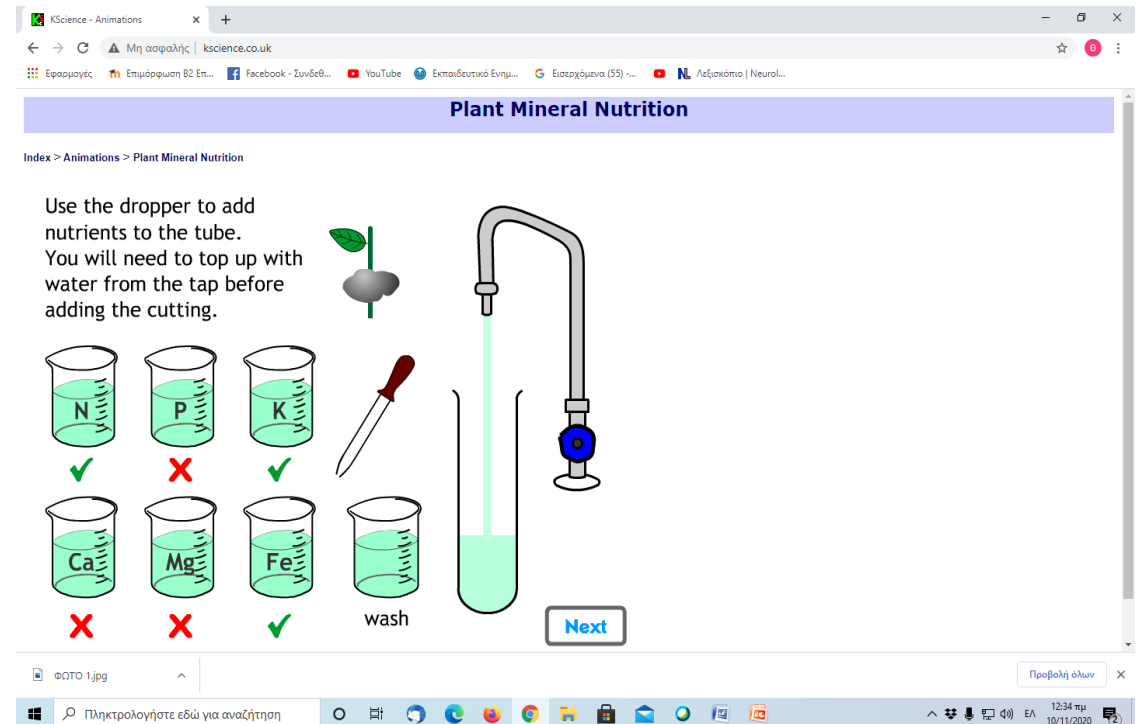 KScience - Animations
Μη ασφαλής | kscience.co.uk
Εφαρμογές Επιμόρφωση Β2 Επ... Facebook - Συνδεθ... YouTube Εκπαιδευτικό Ενημ... Εισερχόμενα (55) -... Λεξισκόπιο | Neurol...
Plant Mineral Nutrition
Index > Animations > Plant Mineral Nutrition
Use the dropper to add
nutrients to the tube.
You will need to top up with
water from the tap before
adding the cutting.
N P K
Ca Mg Fe
wash
Next
ΦΩΤΟ 1.jpg
Προβολή όλων
Πληκτρολογήστε εδώ για αναζήτηση
ΕΛ
12:34 πμ
10/11/2020
2